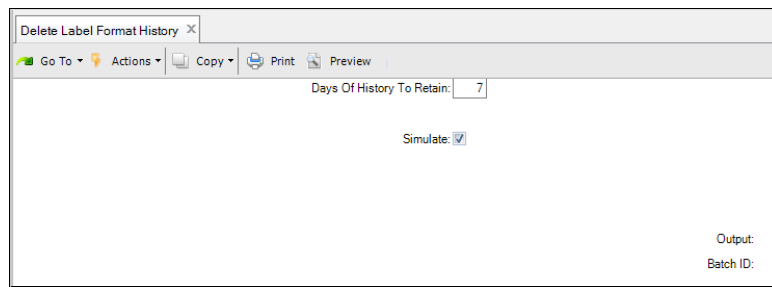 Delete Label Format History
Go To Actions Copy Print Preview
Days Of History To Retain: 7
Simulate:
Output:
Batch ID: